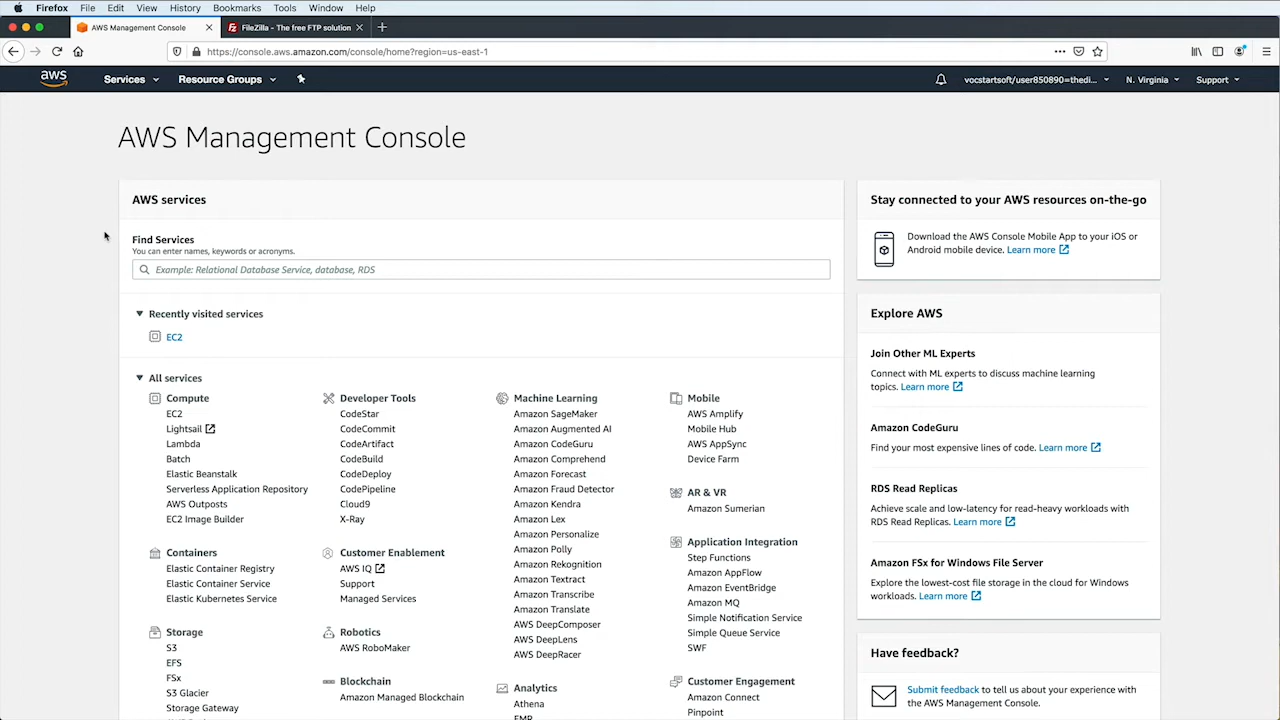 Firefox File Edit View History Bookmarks Tools Window Help
AWS Management Console
FileZilla - The free FTP solution
https://console.aws.amazon.com/console/home?region=us-east-1
aws Services Resource Groups vocstartsoft/user850890=thedi... N. Virginia Support
AWS Management Console
AWS services
Find Services
You can enter names, keywords or acronyms.
Example: Relational Database Service, database, RDS
Recently visited services
EC2
All services
Compute
EC2
Lightsail
Lambda
Batch
Elastic Beanstalk
Serverless Application Repository
AWS Outposts
EC2 Image Builder
Containers
Elastic Container Registry
Elastic Container Service
Elastic Kubernetes Service
Storage
S3
EFS
FSx
S3 Glacier
Storage Gateway
Developer Tools
CodeStar
CodeCommit
CodeArtifact
CodeBuild
CodeDeploy
CodePipeline
Cloud9
X-Ray
Customer Enablement
AWS IQ
Support
Managed Services
Robotics
AWS RoboMaker
Blockchain
Amazon Managed Blockchain
Machine Learning
Amazon SageMaker
Amazon Augmented AI
Amazon CodeGuru
Amazon Comprehend
Amazon Forecast
Amazon Fraud Detector
Amazon Kendra
Amazon Lex
Amazon Personalize
Amazon Polly
Amazon Rekognition
Amazon Textract
Amazon Transcribe
Amazon Translate
AWS DeepComposer
AWS DeepLens
AWS DeepRacer
Analytics
Athena
EMR
Mobile
AWS Amplify
Mobile Hub
AWS AppSync
Device Farm
AR & VR
Amazon Sumerian
Application Integration
Step Functions
Amazon AppFlow
Amazon EventBridge
Amazon MQ
Simple Notification Service
Simple Queue Service
SWF
Customer Engagement
Amazon Connect
Pinpoint
Stay connected to your AWS resources on-the-go
Download the AWS Console Mobile App to your iOS or
Android mobile device. Learn more
Explore AWS
Join Other ML Experts
Connect with ML experts to discuss machine learning
topics. Learn more
Amazon CodeGuru
Find your most expensive lines of code. Learn more
RDS Read Replicas
Achieve scale and low-latency for read-heavy workloads with
RDS Read Replicas. Learn more
Amazon FSx for Windows File Server
Explore the lowest-cost file storage in the cloud for Windows
workloads. Learn more
Have feedback?
Submit feedback to tell us about your experience with
the AWS Management Console.